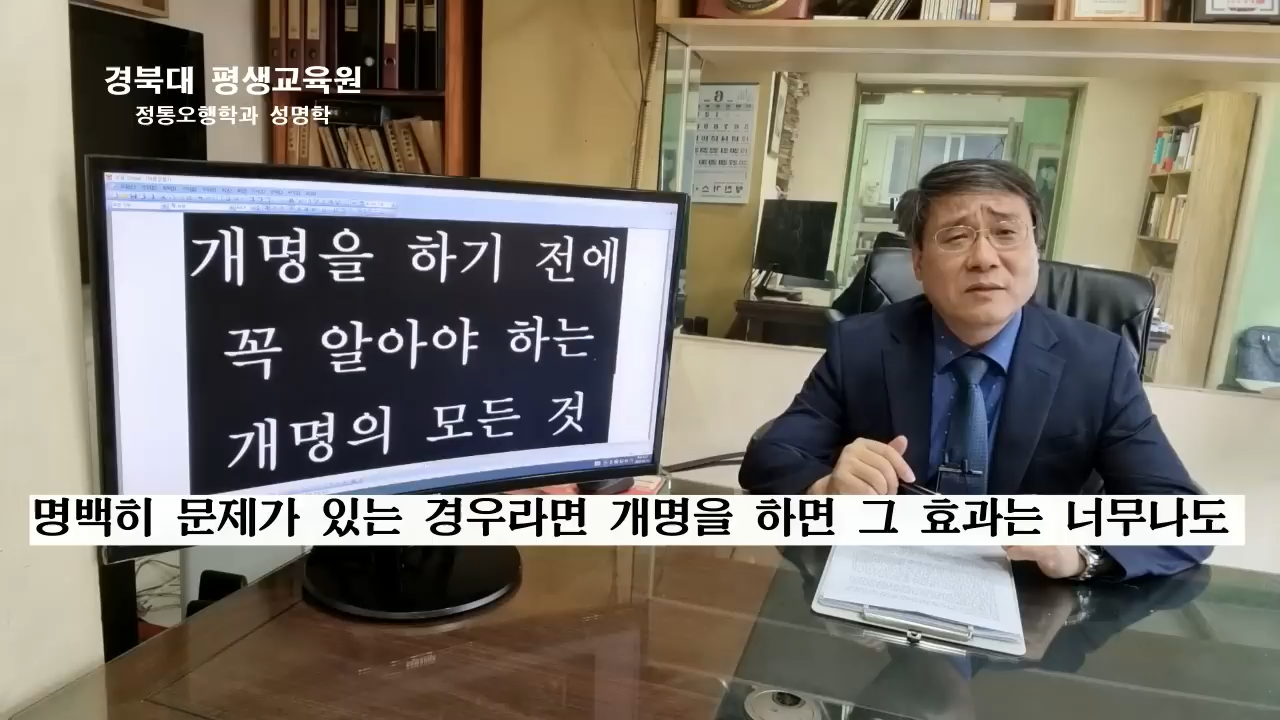 경북대 평생교육원
정통오행학과 성명학
개명을 하기 전에
꼭 알아야 하는
개명의 모든 것
명백히 문제가 있는 경우라면 개명을 하면 그 효과는 너무나도